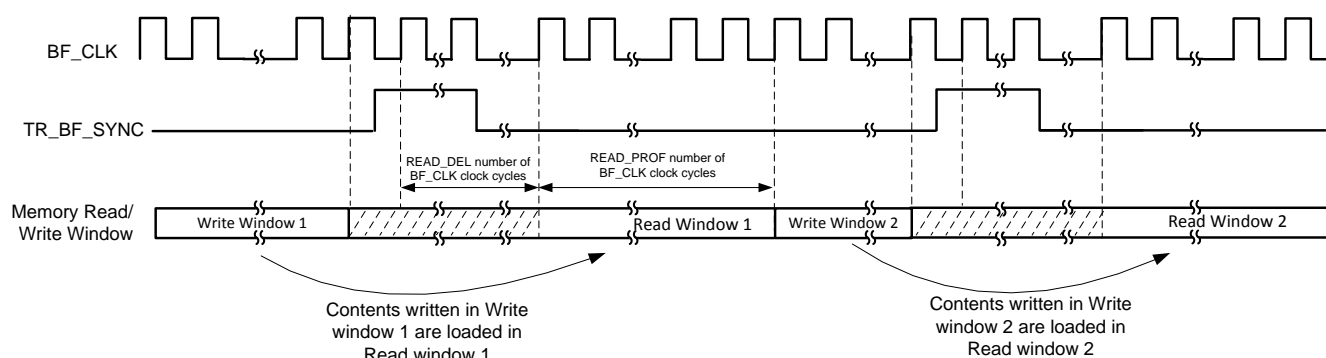 BF_CLK
TR_BF_SYNC
READ_DEL number of
BF_CLK clock cycles
READ_PROF number of
BF_CLK clock cycles
Memory Read/
Write Window
Write Window 1
Read Window 1
Write Window 2
Read Window 2
Contents written in Write
window 1 are loaded in
Read window 1
Contents written in Write
window 2 are loaded in
Read window 2